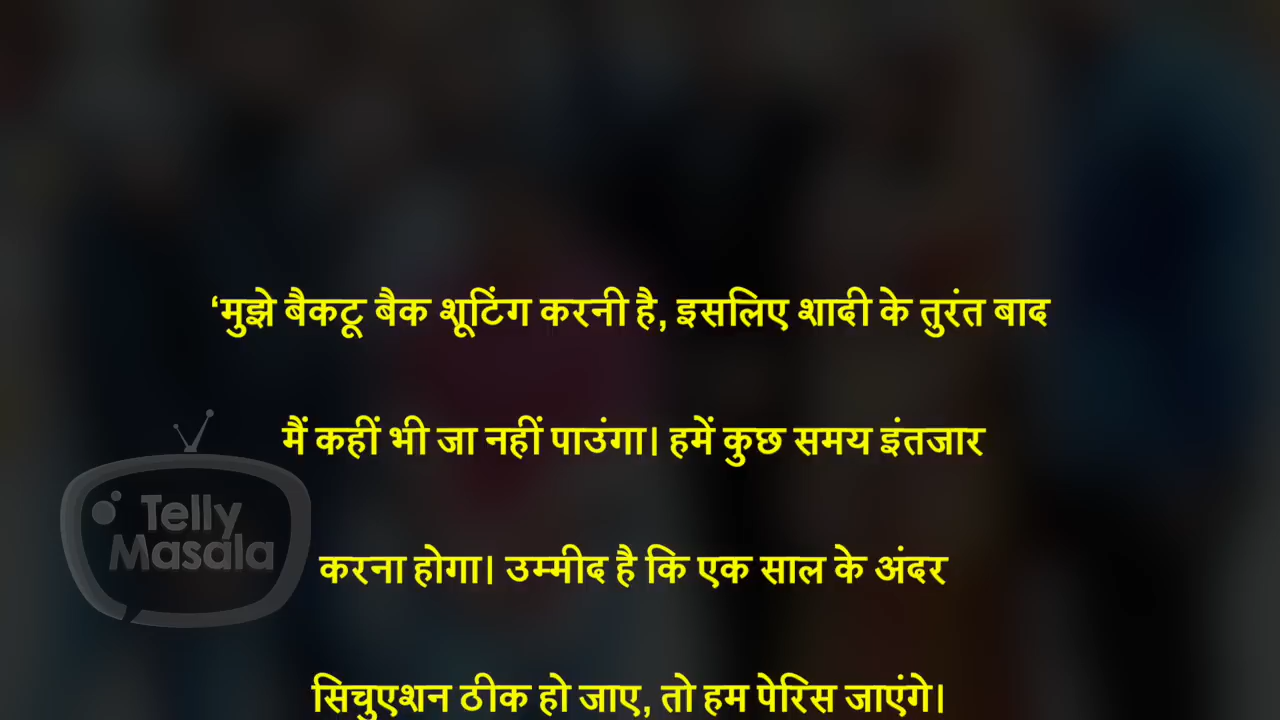 ‘मुझे बैकटू बैक शूटिंग करनी है, इसलिए शादी के तुरंत बाद
मैं कहीं भी जा नहीं पाउंगा। हमें कुछ समय इंतजार
Telly
Masala
करना होगा। उम्मीद है कि एक साल के अंदर
सिचुएशन ठीक हो जाए, तो हम पेरिस जाएंगे।